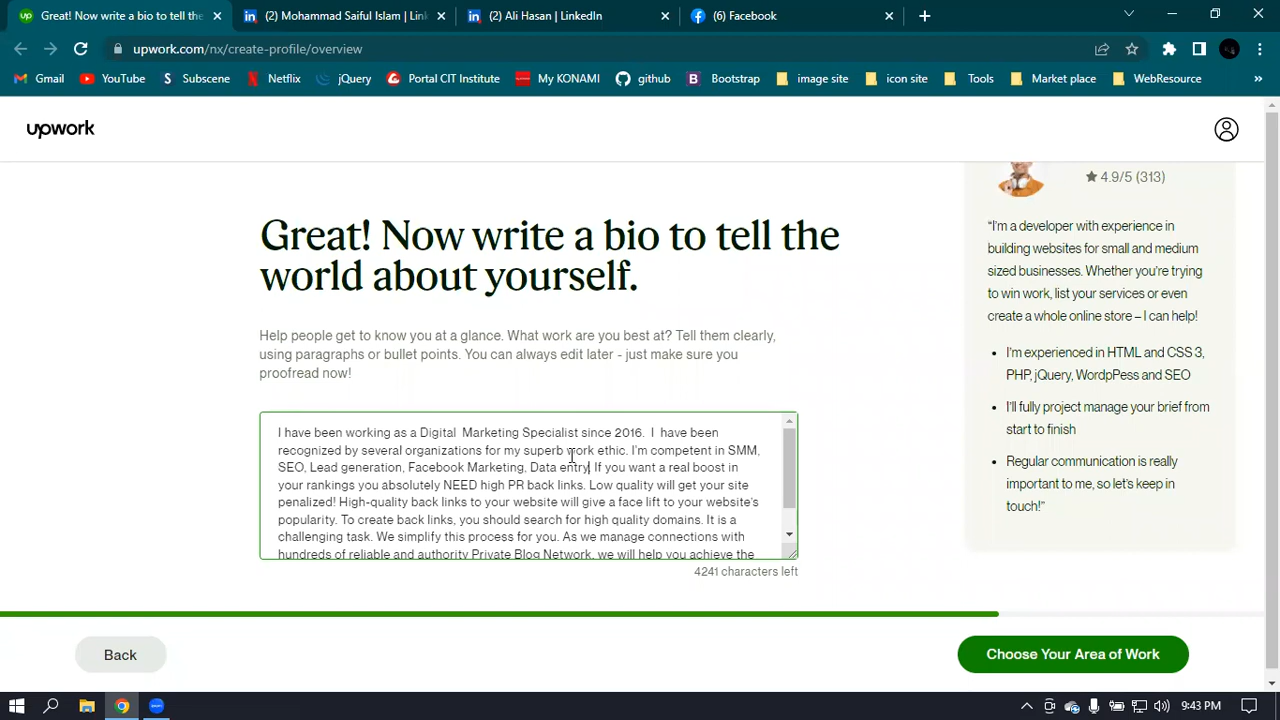 Great! Now write a bio to tell the
(2) Mohammad Saiful Islam | Link
(2) Ali Hasan | LinkedIn
(6) Facebook
upwork.com/nx/create-profile/overview
Gmail
YouTube
Subscene
Netflix
jQuery
Portal CIT Institute
My KONAMI
github
Bootstrap
image site
icon site
Tools
Market place
WebResource
»
upwork
4.9/5 (313)
"I'm a developer with experience in
building websites for small and medium
sized businesses. Whether you're trying
to win work, list your services or even
create a whole online store – I can help!
• I'm experienced in HTML and CSS 3,
PHP, jQuery, WordpPess and SEO
• I'll fully project manage your brief from
start to finish
• Regular communication is really
important to me, so let's keep in
touch!"
Great! Now write a bio to tell the
world about yourself.
Help people get to know you at a glance. What work are you best at? Tell them clearly,
using paragraphs or bullet points. You can always edit later - just make sure you
proofread now!
I have been working as a Digital  Marketing Specialist since 2016.  I  have been
recognized by several organizations for my superb work ethic. I'm competent in SMM,
SEO, Lead generation, Facebook Marketing, Data entry, If you want a real boost in
your rankings you absolutely NEED high PR back links. Low quality will get your site
penalized! High-quality back links to your website will give a face lift to your website's
popularity. To create back links, you should search for high quality domains. It is a
challenging task. We simplify this process for you. As we manage connections with
hundreds of reliable and authority Private Blog Network, we will help you achieve the
4241 characters left
Back
Choose Your Area of Work
9:43 PM